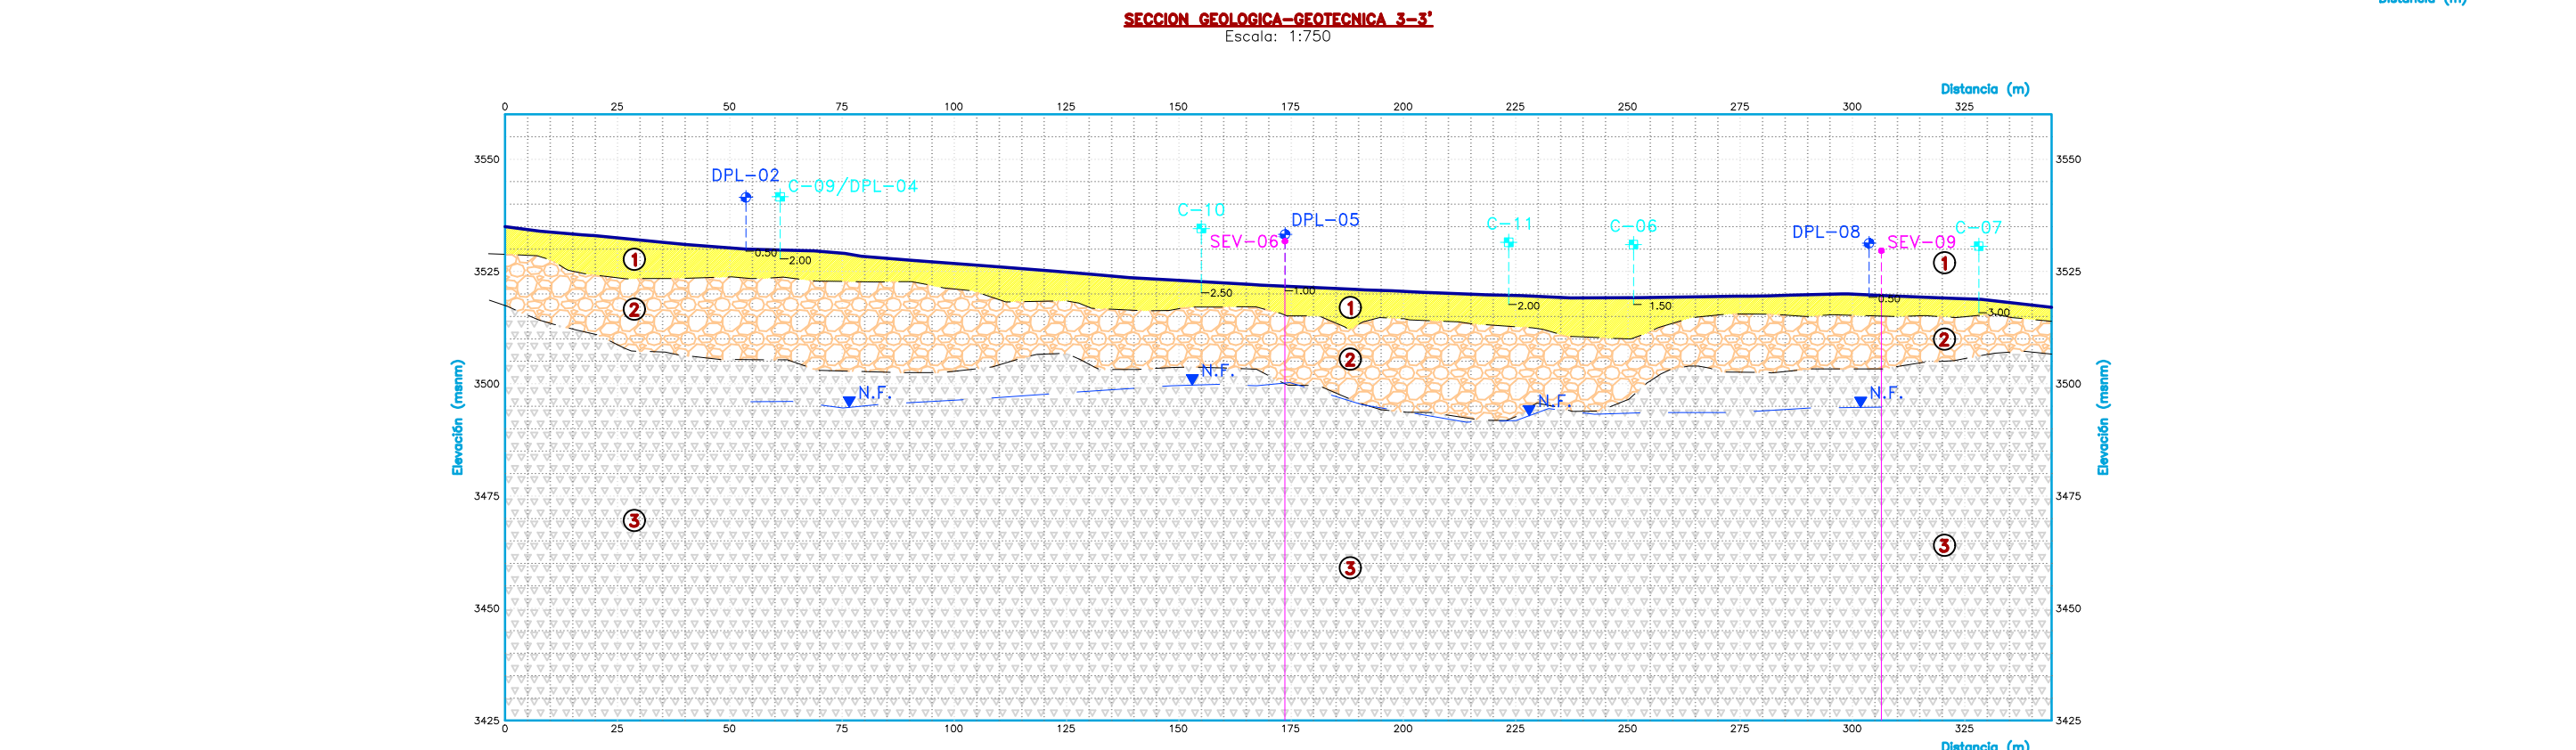 Distancia (m)
SECCION GEOLOGICA-GEOTECNICA 3-3'
Escala: 1:750
Distancia (m)
0 25 50 75 100 125 150 175 200 225 250 275 300 325
3550 3550
DPL-02 C-09/DPL-04
C-10 DPL-05 C-11 C-06 DPL-08 C-07
SEV-06 SEV-09
0.50 2.00
1 1
3525 3525
2.50 1.00 2.00 1.50 0.50 3.00
2 1 2
2
N.F. N.F. N.F. N.F.
3500 3500
Elevación (msnm) Elevación (msnm)
3475 3475
3 3 3
3450 3450
3425 3425
0 25 50 75 100 125 150 175 200 225 250 275 300 325
Distancia (m)